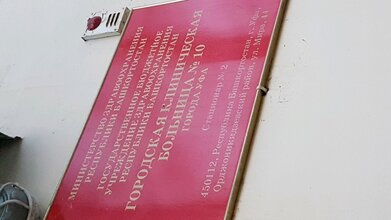 МИНИСТЕРСТВО ЗДРАВООХРАНЕНИЯ
РЕСПУБЛИКИ БАШКОРТОСТАН
ГОСУДАРСТВЕННОЕ БЮДЖЕТНОЕ
УЧРЕЖДЕНИЕ ЗДРАВООХРАНЕНИЯ
РЕСПУБЛИКИ БАШКОРТОСТАН
ГОРОДСКАЯ КЛИНИЧЕСКАЯ
БОЛЬНИЦА № 10
ГОРОДА УФА
Стационар № 2
450112, Республика Башкортостан, г. Уфа,
Орджоникидзевский район, ул. Мира, 41